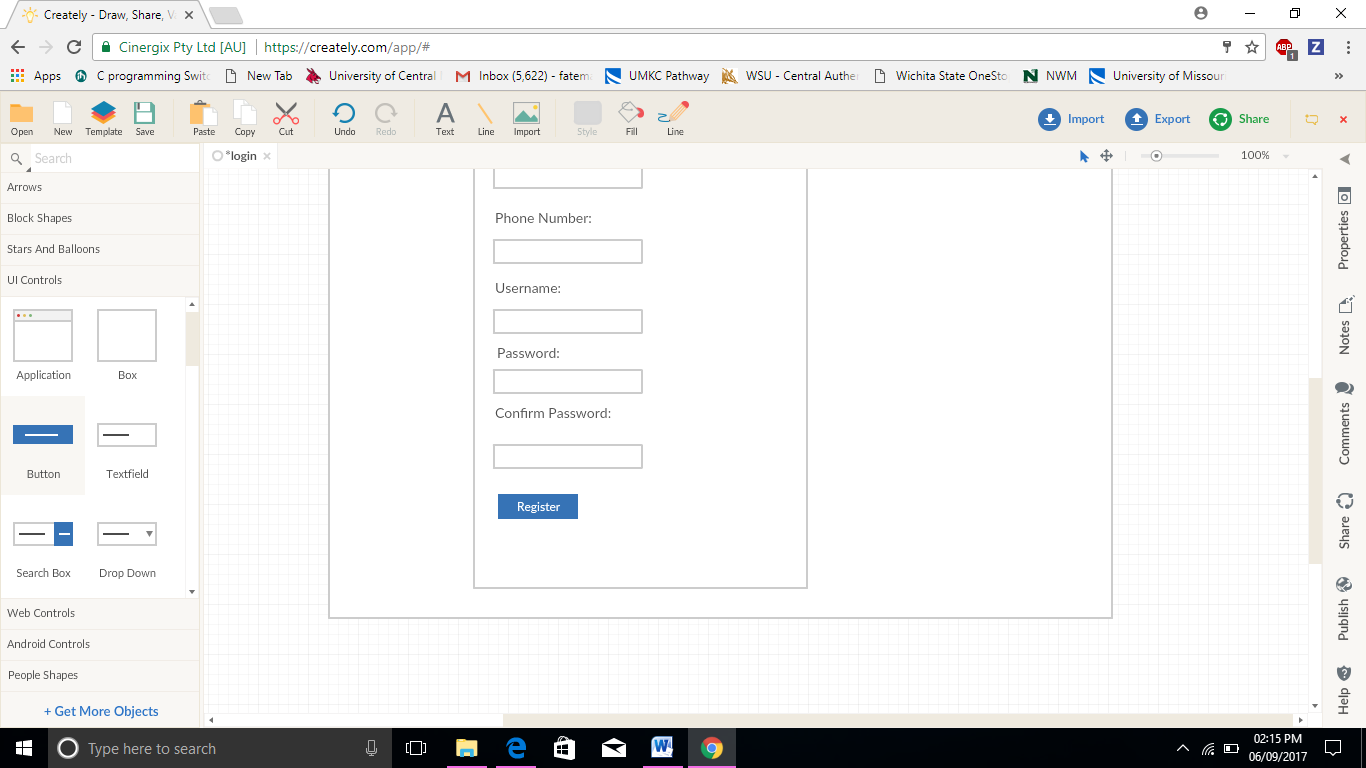 Creately - Draw, Share, V
Cinergix Pty Ltd [AU] https://creately.com/app/#
ABP 1 Z
Apps C programming Swit New Tab University of Central Inbox (5,622) - fatem UMKC Pathway WSU - Central Authe Wichita State OneSto NWM University of Missour »
Open New Template Save Paste Copy Cut Undo Redo Text Line Import Style Fill Line Import Export Share
Search
*login
100%
Arrows
Block Shapes
Stars And Balloons
UI Controls
Application Box
Button Textfield
Search Box Drop Down
Web Controls
Android Controls
People Shapes
+ Get More Objects
Phone Number:
Username:
Password:
Confirm Password:
Register
Properties
Notes
Comments
Share
Publish
Help
Type here to search
02:15 PM
06/09/2017